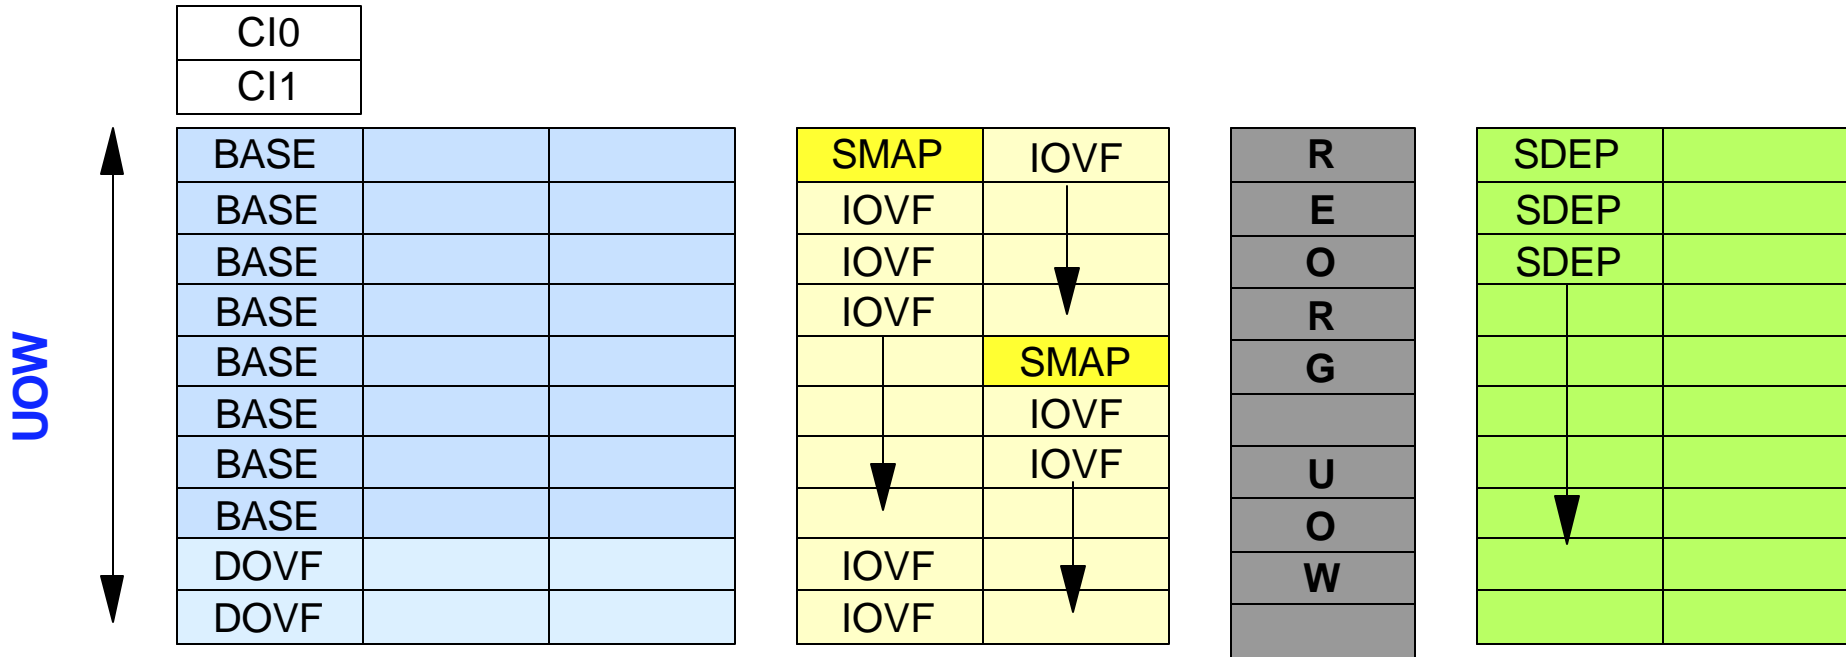 CI0
CI1
UOW
BASE SMAP IOVF R SDEP
BASE IOVF E SDEP
BASE IOVF O SDEP
BASE IOVF R
BASE SMAP G
BASE IOVF
BASE IOVF U
BASE O
DOVF IOVF W
DOVF IOVF